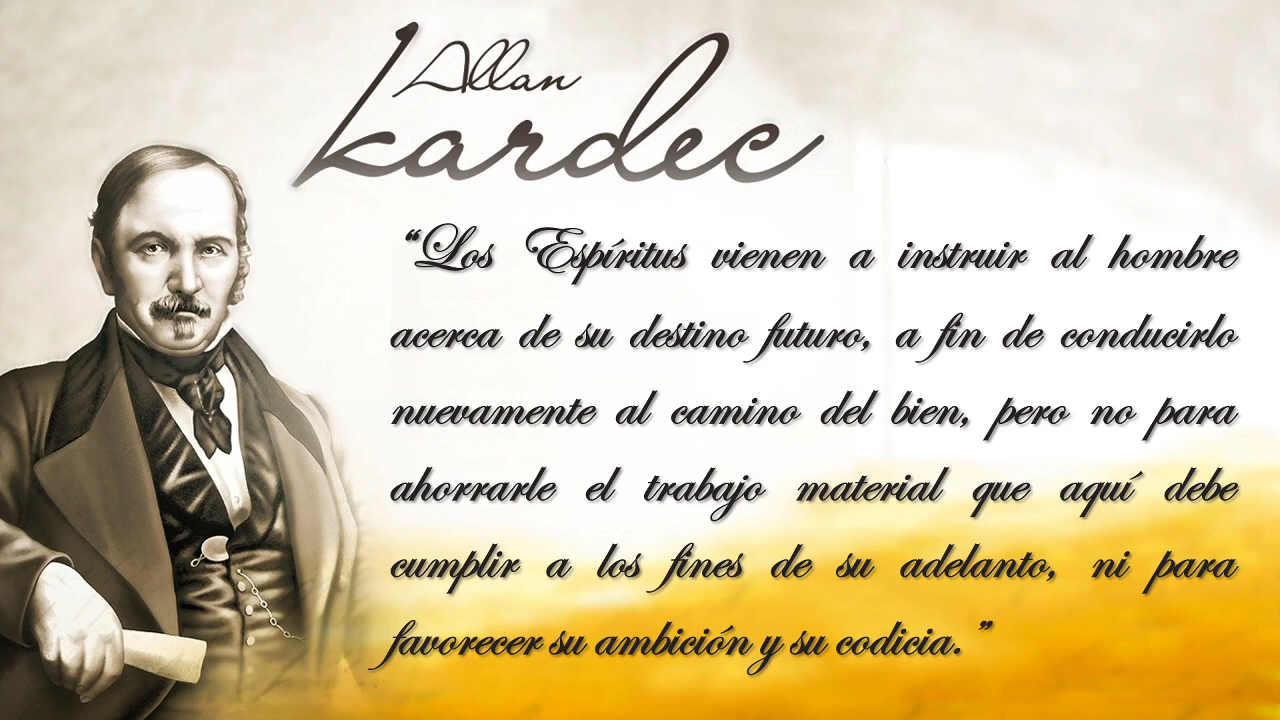 Allan
Kardec
“Los Espíritus vienen a instruir al hombre
acerca de su destino futuro, a fin de conducirlo
nuevamente al camino del bien, pero no para
ahorrarle el trabajo material que aquí debe
cumplir a los fines de su adelanto, ni para
favorecer su ambición y su codicia.”